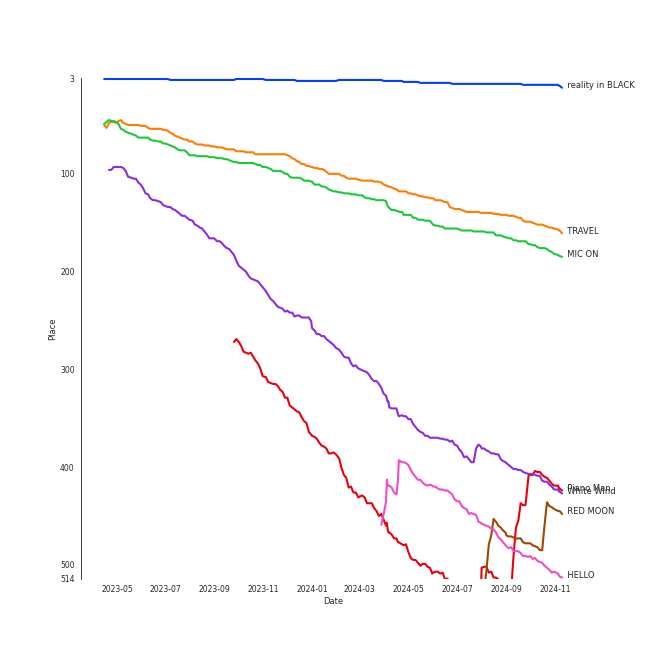 3
100
200
300
400
500
514
Place
reality in BLACK
TRAVEL
MIC ON
Piano Man
White Wind
RED MOON
HELLO
2023-05 2023-07 2023-09 2023-11 2024-01 2024-03 2024-05 2024-07 2024-09 2024-11
Date